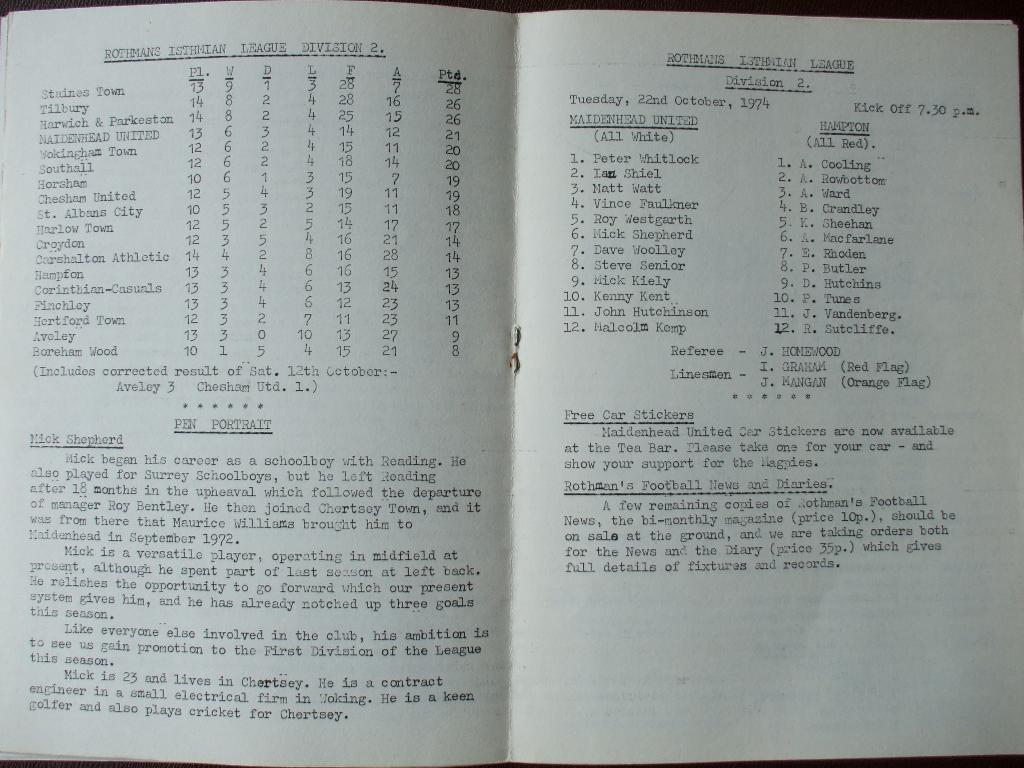 ROTHMANS ISTHMIAN LEAGUE DIVISION 2.
Pl. W D L F A Pts.
Staines Town 13 9 1 3 28 7 28
Tilbury 14 8 2 4 28 16 26
Harwich & Parkeston 14 8 2 4 25 15 26
MAIDENHEAD UNITED 13 6 3 4 14 12 21
Wokingham Town 12 6 2 4 15 11 20
Southall 12 6 2 4 18 14 20
Horsham 10 6 1 3 15 7 19
Chesham United 12 5 4 3 19 11 19
St. Albans City 10 5 3 2 15 11 18
Harlow Town 12 5 2 5 14 17 17
Croydon 12 3 5 4 16 21 14
Carshalton Athletic 14 4 2 8 16 28 14
Hampton 13 3 4 6 16 15 13
Corinthian-Casuals 13 3 4 6 13 24 13
Finchley 13 3 4 6 12 23 13
Hertford Town 12 3 2 7 11 23 11
Aveley 13 3 0 10 13 27 9
Boreham Wood 10 1 5 4 15 21 8
(Includes corrected result of Sat. 12th October:-
Aveley 3 Chesham Utd. 1.)
* * * * * *
PEN PORTRAIT
Mick Shepherd
Mick began his career as a schoolboy with Reading. He
also played for Surrey Schoolboys, but he left Reading
after 18 months in the upheaval which followed the departure
of manager Roy Bentley. He then joined Chertsey Town, and it
was from there that Maurice Williams brought him to
Maidenhead in September 1972.
Mick is a versatile player, operating in midfield at
present, although he spent part of last season at left back.
He relishes the opportunity to go forward which our present
system gives him, and he has already notched up three goals
this season.
Like everyone else involved in the club, his ambition is
to see us gain promotion to the First Division of the League
this season.
Mick is 23 and lives in Chertsey. He is a contract
engineer in a small electrical firm in Woking. He is a keen
golfer and also plays cricket for Chertsey.
ROTHMANS ISTHMIAN LEAGUE
Division 2.
Tuesday, 22nd October, 1974 Kick Off 7.30 p.m.
MAIDENHEAD UNITED HAMPTON
(All White) (All Red).
1. Peter Whitlock 1. A. Cooling
2. Ian Shiel 2. A. Rowbottom
3. Matt Watt 3. A. Ward
4. Vince Faulkner 4. B. Crandley
5. Roy Westgarth 5. K. Sheehan
6. Mick Shepherd 6. A. Macfarlane
7. Dave Woolley 7. E. Rhoden
8. Steve Senior 8. P. Butler
9. Mick Kiely 9. D. Hutchins
10. Kenny Kent 10. P. Tunes
11. John Hutchinson 11. J. Vandenberg.
12. Malcolm Kemp 12. R. Sutcliffe.
Referee - J. HOMEWOOD
Linesmen - I. GRAHAM (Red Flag)
J. MANGAN (Orange Flag)
* * * * * *
Free Car Stickers
Maidenhead United Car Stickers are now available
at the Tea Bar. Please take one for your car - and
show your support for the Magpies.
Rothman's Football News and Diaries.
A few remaining copies of Rothman's Football
News, the bi-monthly magazine (price 10p.), should be
on sale at the ground, and we are taking orders both
for the News and the Diary (price 35p.) which gives
full details of fixtures and records.